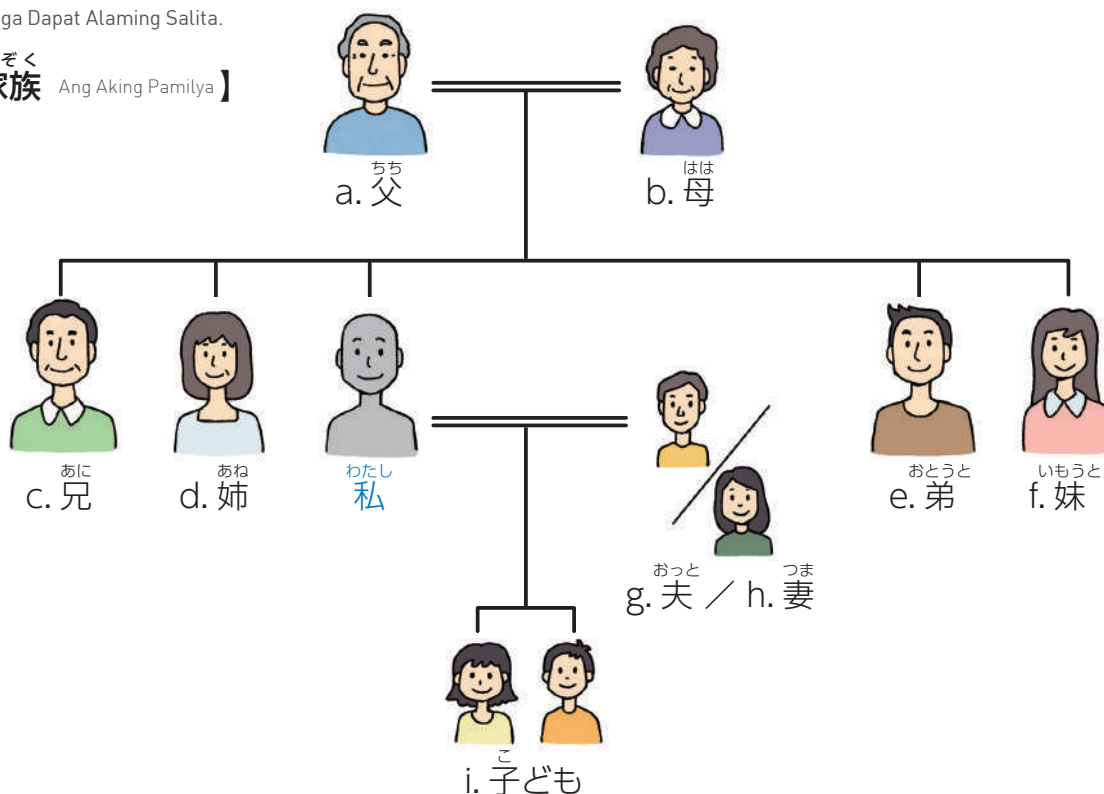 ga Dapat Alaming Salita.
ぞく
家族 Ang Aking Pamilya】
ちち
a. 父
はは
b. 母
あに
c. 兄
あね
d. 姉
わたし
私
おとうと
e. 弟
いもうと
f. 妹
おっと つま
g. 夫 ／ h. 妻
こ
i. 子ども